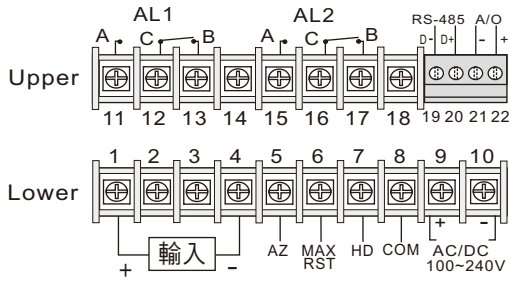 AL1 AL2 RS-485 A/O
A C B A C B D- D+ - +
Upper
11 12 13 14 15 16 17 18 19 20 21 22
1 2 3 4 5 6 7 8 9 10
Lower
+ 輸入 - AZ MAX RST HD COM + -
AC/DC
100~240V